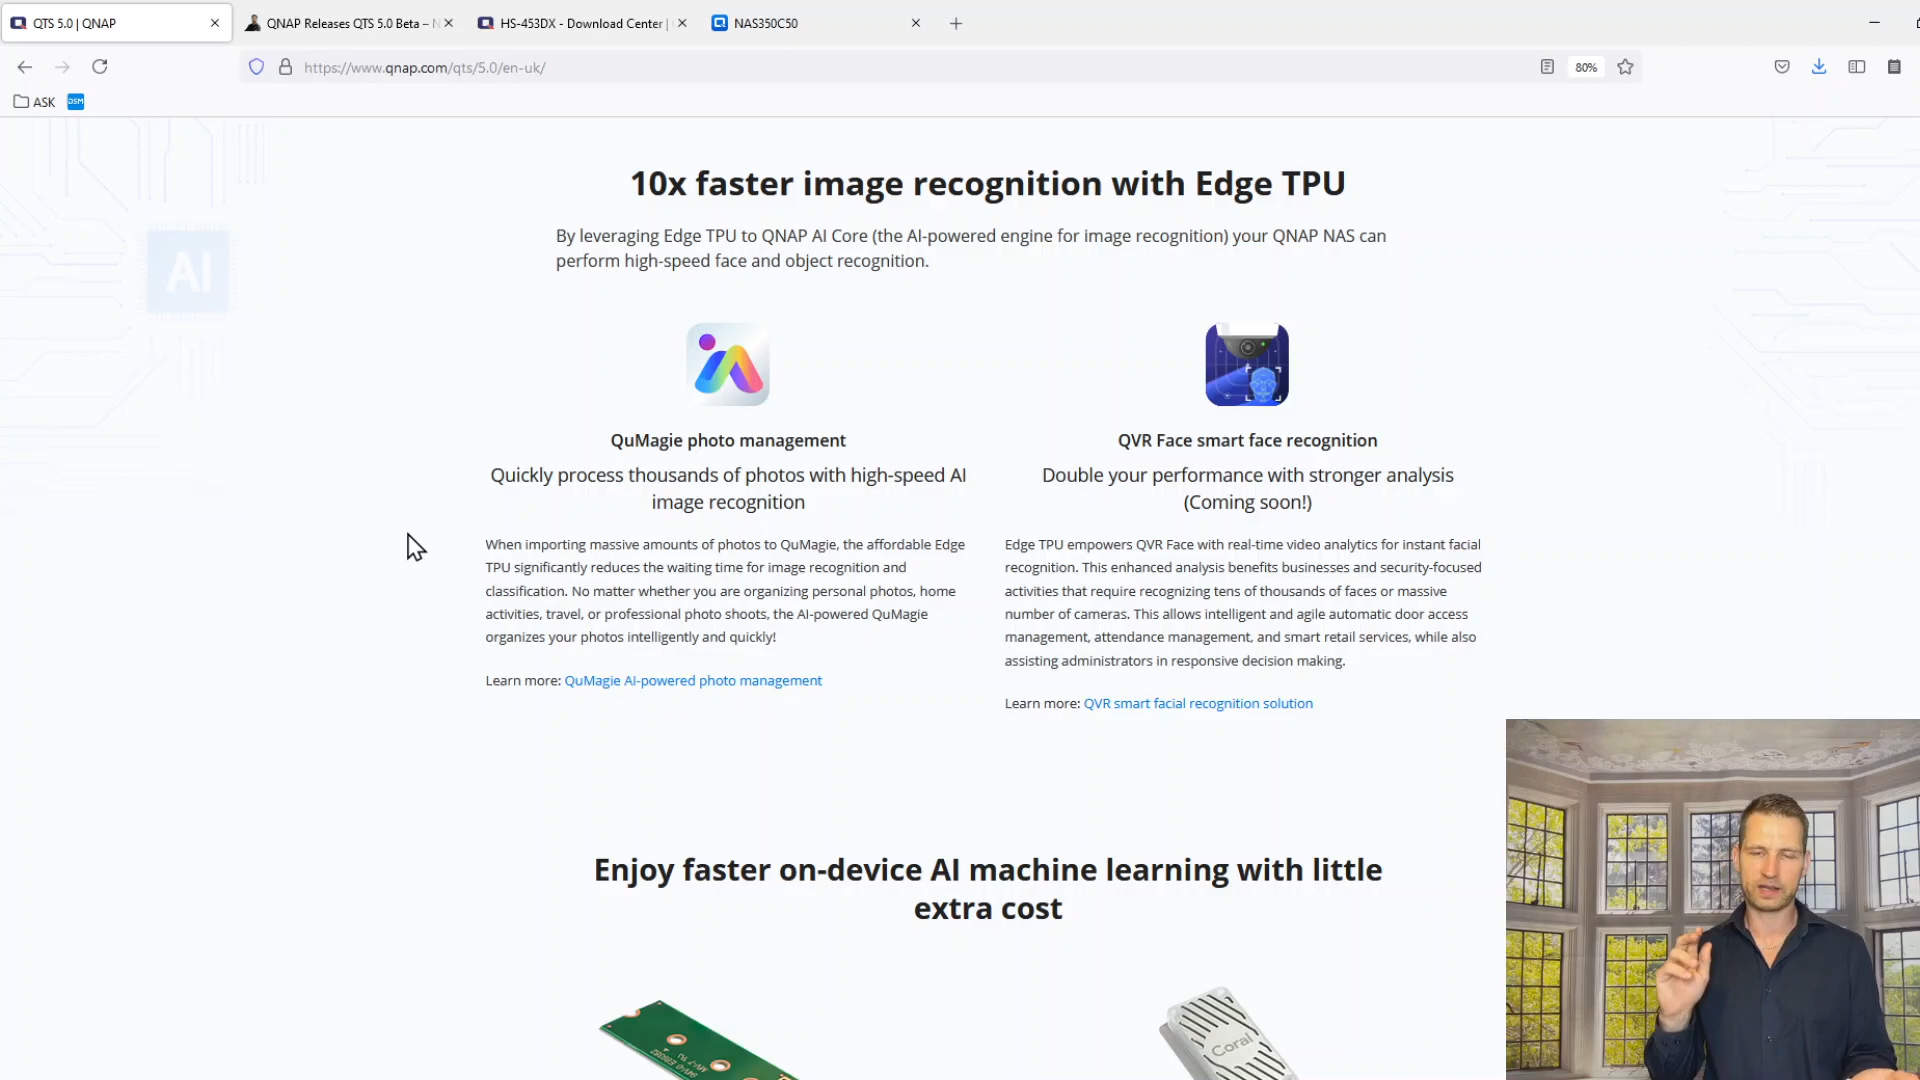 QTS 5.0 | QNAP
QNAP Releases QTS 5.0 Beta –
HS-453DX - Download Center |
NAS350C50
https://www.qnap.com/qts/5.0/en-uk/
80%
ASK
DSM
AI
10x faster image recognition with Edge TPU
By leveraging Edge TPU to QNAP AI Core (the AI-powered engine for image recognition) your QNAP NAS can
perform high-speed face and object recognition.
QuMagie photo management
Quickly process thousands of photos with high-speed AI
image recognition
When importing massive amounts of photos to QuMagie, the affordable Edge
TPU significantly reduces the waiting time for image recognition and
classification. No matter whether you are organizing personal photos, home
activities, travel, or professional photo shoots, the AI-powered QuMagie
organizes your photos intelligently and quickly!
Learn more: QuMagie AI-powered photo management
QVR Face smart face recognition
Double your performance with stronger analysis
(Coming soon!)
Edge TPU empowers QVR Face with real-time video analytics for instant facial
recognition. This enhanced analysis benefits businesses and security-focused
activities that require recognizing tens of thousands of faces or massive
number of cameras. This allows intelligent and agile automatic door access
management, attendance management, and smart retail services, while also
assisting administrators in responsive decision making.
Learn more: QVR smart facial recognition solution
Enjoy faster on-device AI machine learning with little
extra cost
Coral